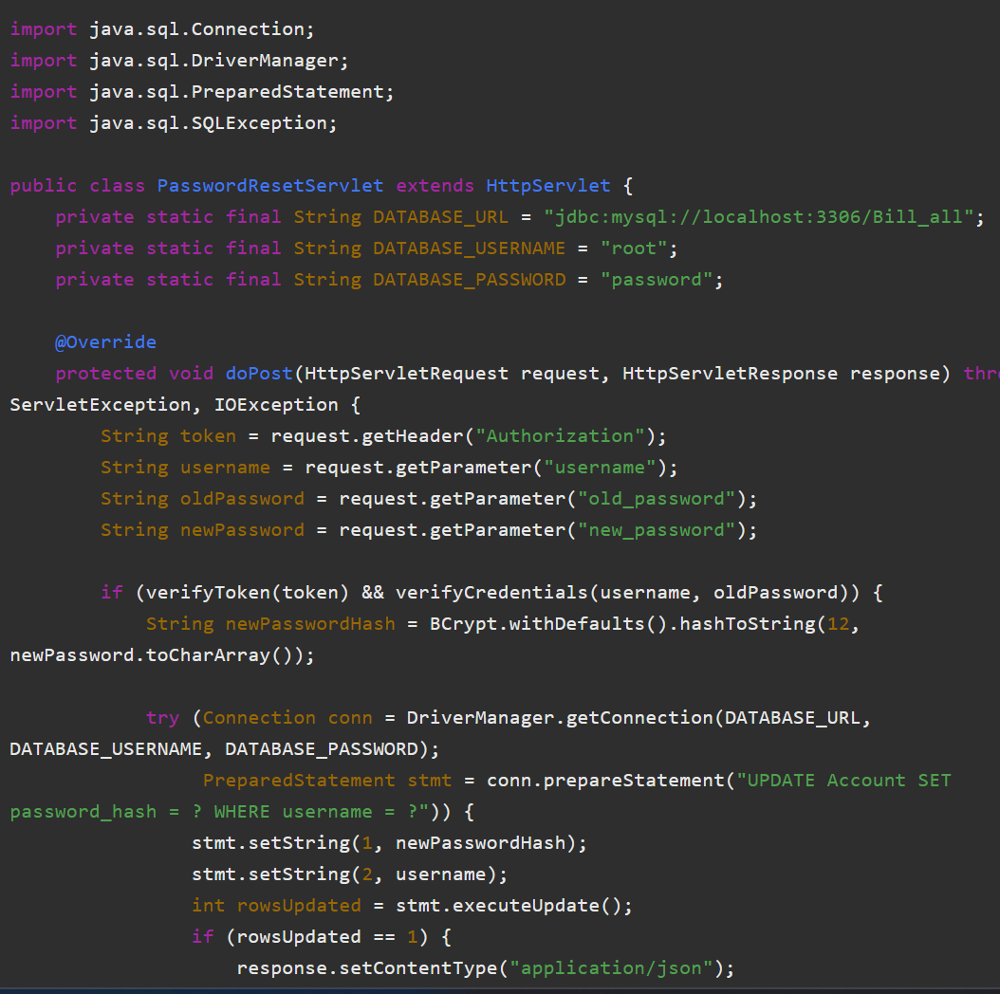 import java.sql.Connection;
import java.sql.DriverManager;
import java.sql.PreparedStatement;
import java.sql.SQLException;
public class PasswordResetServlet extends HttpServlet {
private static final String DATABASE_URL = "jdbc:mysql://localhost:3306/Bill_all";
private static final String DATABASE_USERNAME = "root";
private static final String DATABASE_PASSWORD = "password";
@Override
protected void doPost(HttpServletRequest request, HttpServletResponse response)
ServletException, IOException {
String token = request.getHeader("Authorization");
String username = request.getParameter("username");
String oldPassword = request.getParameter("old_password");
String newPassword = request.getParameter("new_password");
if (verifyToken(token) && verifyCredentials(username, oldPassword)) {
String newPasswordHash = BCrypt.withDefaults().hashToString(12,
newPassword.toCharArray());
try (Connection conn = DriverManager.getConnection(DATABASE_URL,
DATABASE_USERNAME, DATABASE_PASSWORD);
PreparedStatement stmt = conn.prepareStatement("UPDATE Account SET
password_hash = ? WHERE username = ?")) {
stmt.setString(1, newPasswordHash);
stmt.setString(2, username);
int rowsUpdated = stmt.executeUpdate();
if (rowsUpdated == 1) {
response.setContentType("application/json");